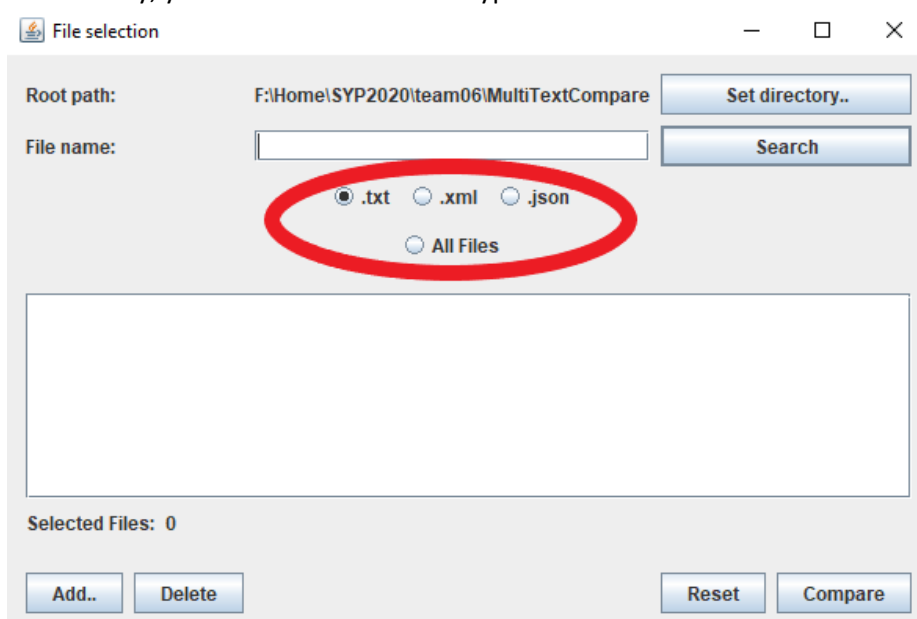 File selection
Root path: F:\Home\SYP2020\team06\MultiTextCompare Set directory..
File name: Search
.txt .xml .json
All Files
Selected Files: 0
Add.. Delete Reset Compare